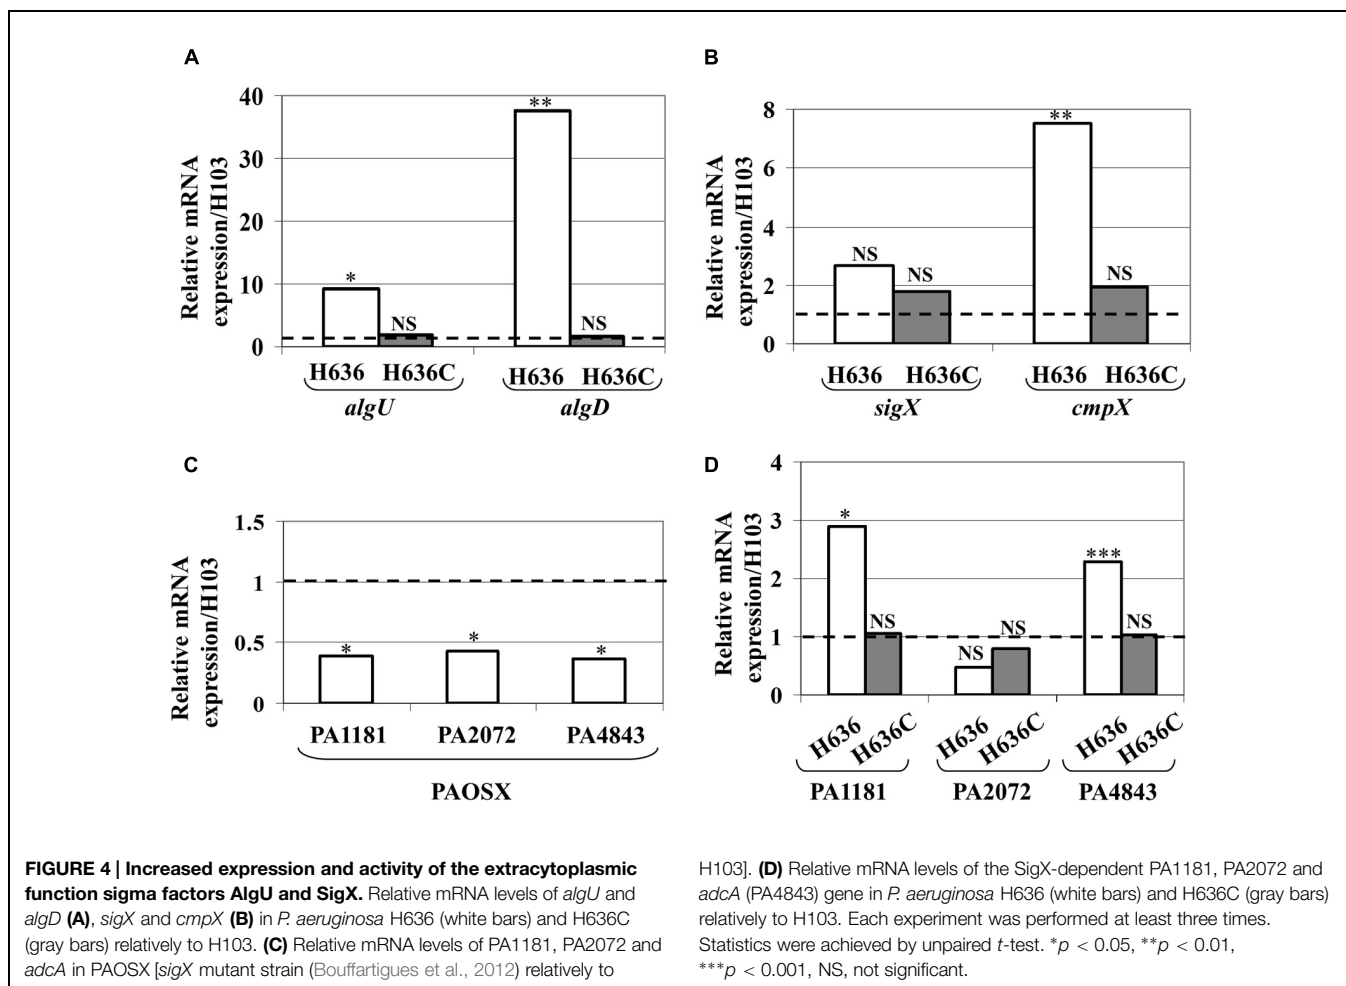 A
Relative mRNA
expression/H103
40
30
20
10
0
*
NS
**
NS
H636 H636C
H636 H636C
algU
algD
B
Relative mRNA
expression/H103
8
6
4
2
0
NS
NS
**
NS
H636 H636C
H636 H636C
sigX
cmpX
C
Relative mRNA
expression/H103
1.5
1
0.5
0
*
*
*
PA1181 PA2072 PA4843
PAOSX
D
Relative mRNA
expression/H103
4
3
2
1
0
*
NS
NS
NS
***
NS
H636 H636C
H636 H636C
H636 H636C
PA1181 PA2072 PA4843
FIGURE 4 | Increased expression and activity of the extracytoplasmic
function sigma factors AlgU and SigX. Relative mRNA levels of algU and
algD (A), sigX and cmpX (B) in P. aeruginosa H636 (white bars) and H636C
(gray bars) relatively to H103. (C) Relative mRNA levels of PA1181, PA2072 and
adcA in PAOSX [sigX mutant strain (Bouffartigues et al., 2012) relatively to
H103]. (D) Relative mRNA levels of the SigX-dependent PA1181, PA2072 and
adcA (PA4843) gene in P. aeruginosa H636 (white bars) and H636C (gray bars)
relatively to H103. Each experiment was performed at least three times.
Statistics were achieved by unpaired t-test. *p < 0.05, **p < 0.01,
***p < 0.001, NS, not significant.